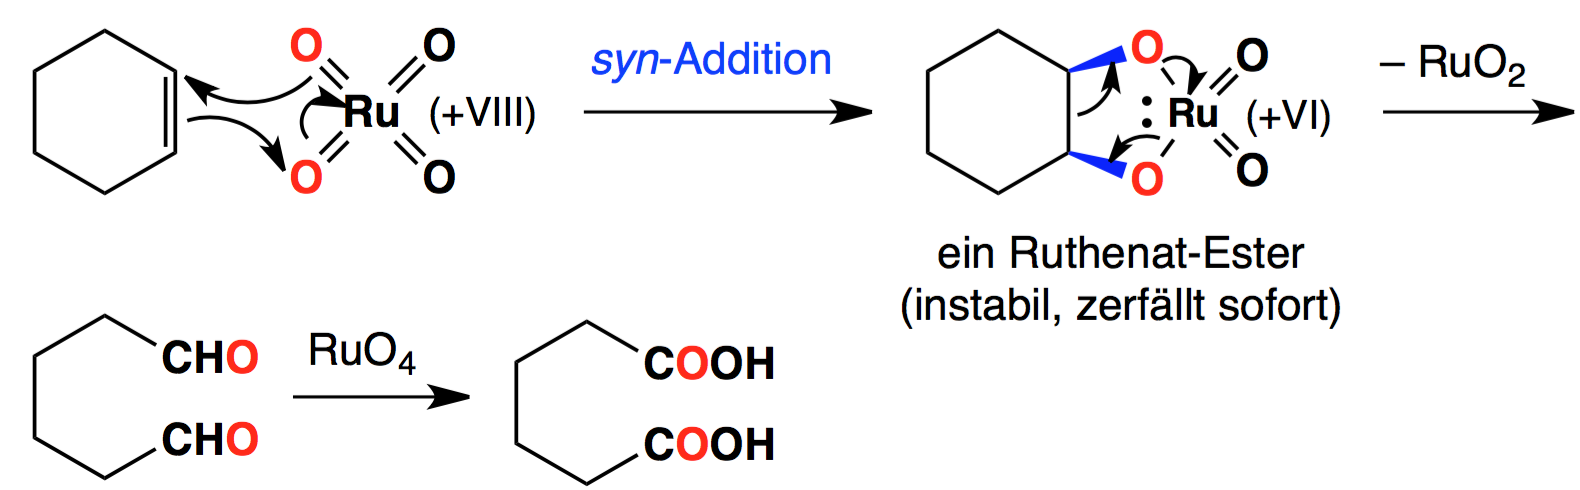 O O O O
syn-Addition
Ru (+VIII)
O O O O
Ru (+VI)
– RuO₂
ein Ruthenat-Ester
(instabil, zerfällt sofort)
CHO
CHO
RuO₄
COOH
COOH